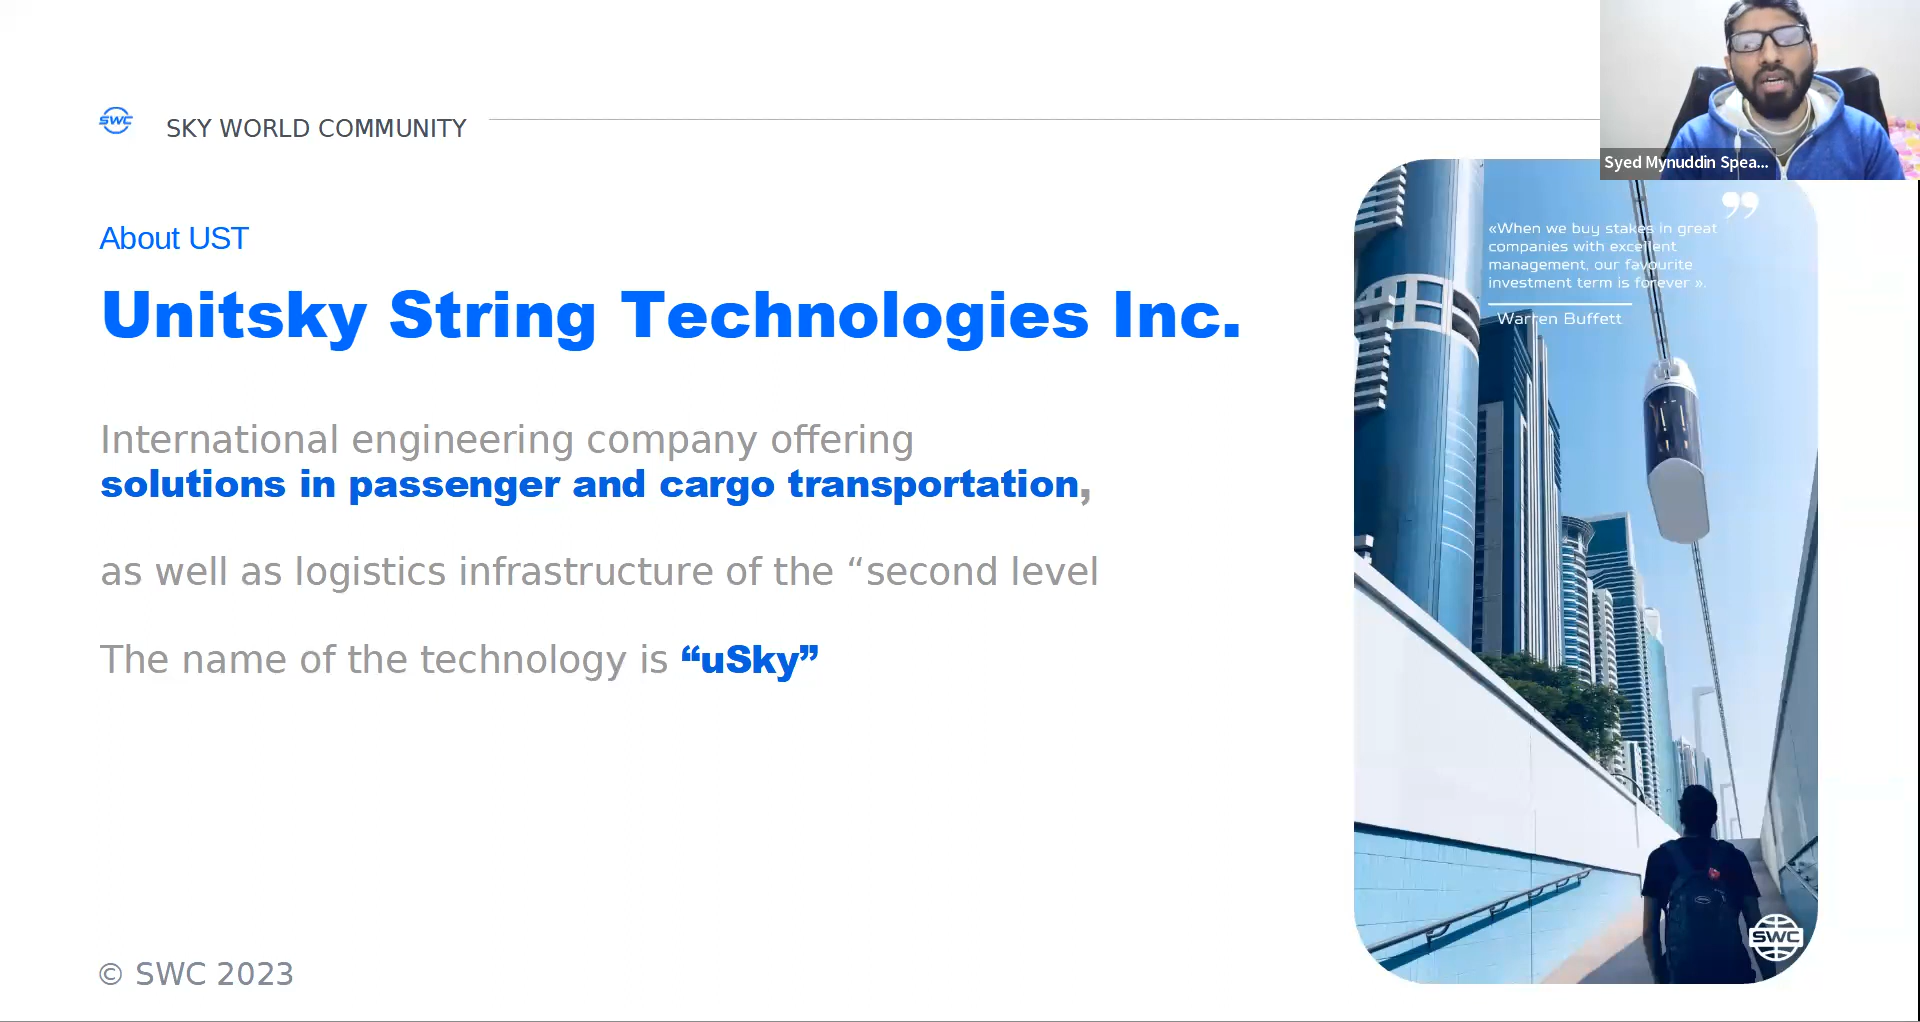 SWC
SKY WORLD COMMUNITY
Syed Mynuddin Spea...
About UST
Unitsky String Technologies Inc.
International engineering company offering
solutions in passenger and cargo transportation,
as well as logistics infrastructure of the “second level
The name of the technology is “uSky”
”
«When we buy stakes in great
companies with excellent
management, our favourite
investment term is forever ».
Warren Buffett
SWC
© SWC 2023